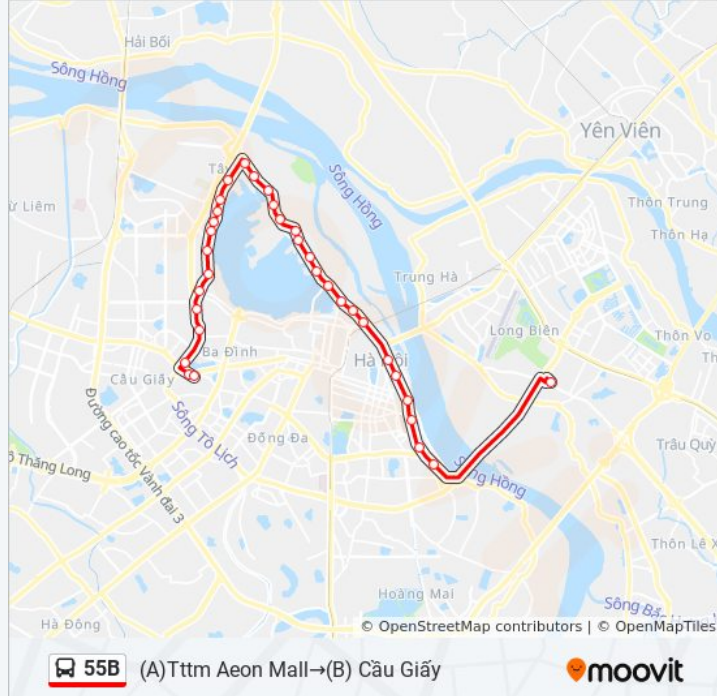 Hải Bối
Sông Hồng
Yên Viên
Tây
ừ Liêm
Sông Hồng
Thôn Trung
Thôn Hạ
Trung Hà
Long Biên
Thôn Vo
Ba Đình
Hà Nội
Cầu Giấy
Sông Tô Lịch
Đống Đa
Đường cao tốc Vành đai 3
ô Thăng Long
Trâu Quỳ
Sông Hồng
Thôn Lê X
Hoàng Mai
Hà Đông
© OpenStreetMap contributors | © OpenMapTiles
55B (A)Tttm Aeon Mall→(B) Cầu Giấy
moovit